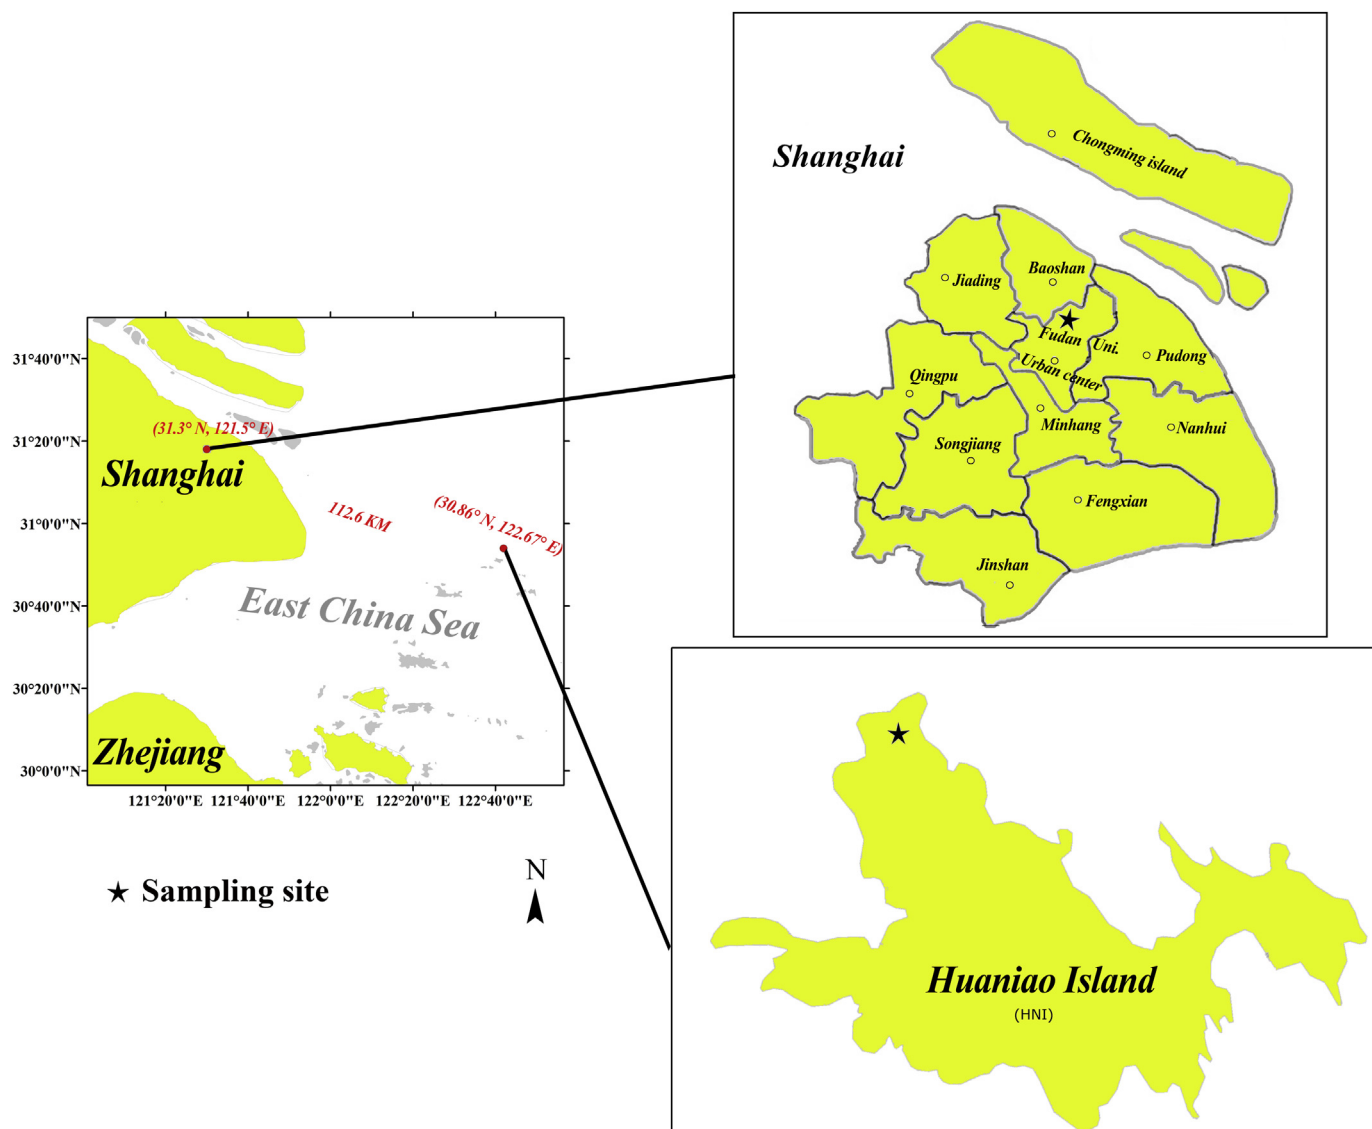 Shanghai
Chongming island
Baoshan
Jiading
Fudan Uni.
Pudong
Urban center
Qingpu
Minhang
Nanhui
Songjiang
Fengxian
Jinshan
31°40'0"N
31°20'0"N
31°0'0"N
30°40'0"N
30°20'0"N
30°0'0"N
(31.3° N, 121.5° E)
Shanghai
112.6 KM
(30.86° N, 122.67° E)
East China Sea
Zhejiang
121°20'0"E 121°40'0"E 122°0'0"E 122°20'0"E 122°40'0"E
Sampling site
N
Huaniao Island
(HNI)